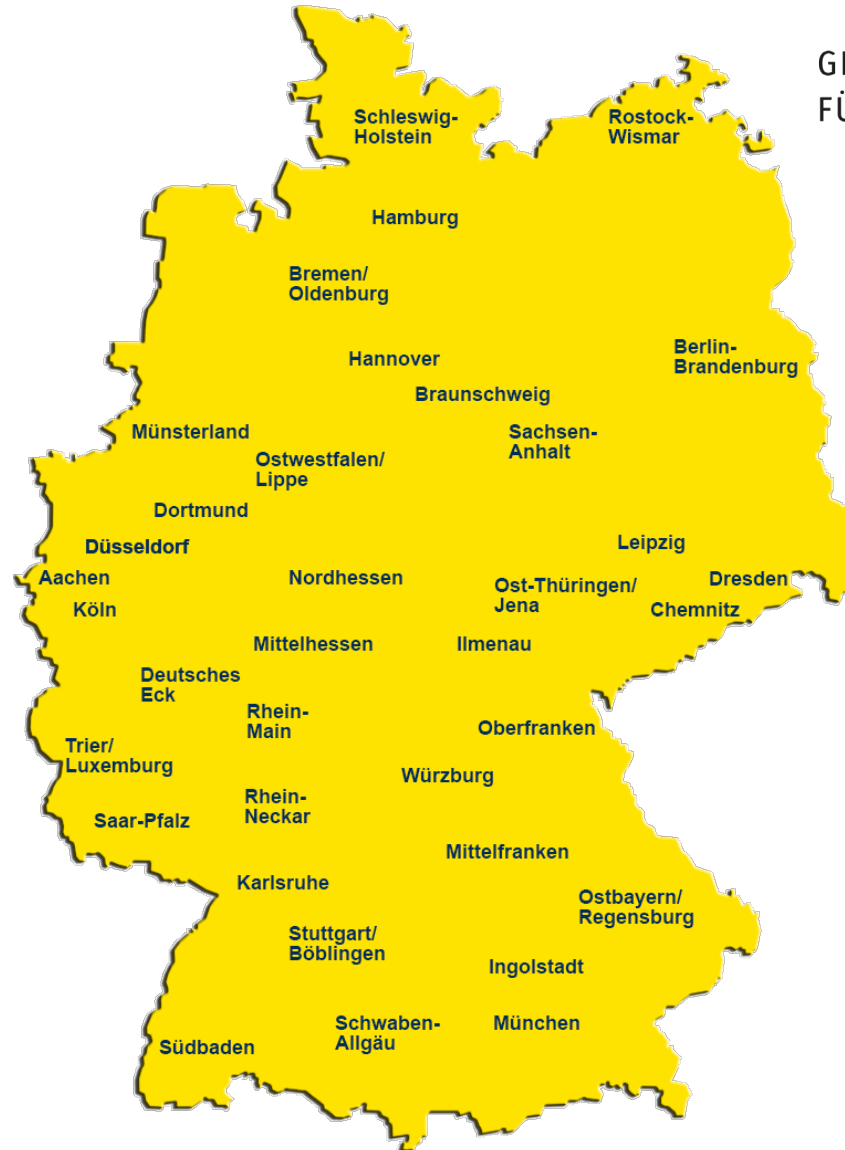 GE
FÜ
Schleswig-
Holstein
Rostock-
Wismar
Hamburg
Bremen/
Oldenburg
Hannover
Berlin-
Brandenburg
Braunschweig
Münsterland
Sachsen-
Anhalt
Ostwestfalen/
Lippe
Dortmund
Düsseldorf
Leipzig
Aachen
Nordhessen
Ost-Thüringen/
Jena
Dresden
Köln
Chemnitz
Mittelhessen
Ilmenau
Deutsches
Eck
Rhein-
Main
Oberfranken
Trier/
Luxemburg
Würzburg
Rhein-
Neckar
Saar-Pfalz
Mittelfranken
Karlsruhe
Ostbayern/
Regensburg
Stuttgart/
Böblingen
Ingolstadt
Schwaben-
Allgäu
München
Südbaden